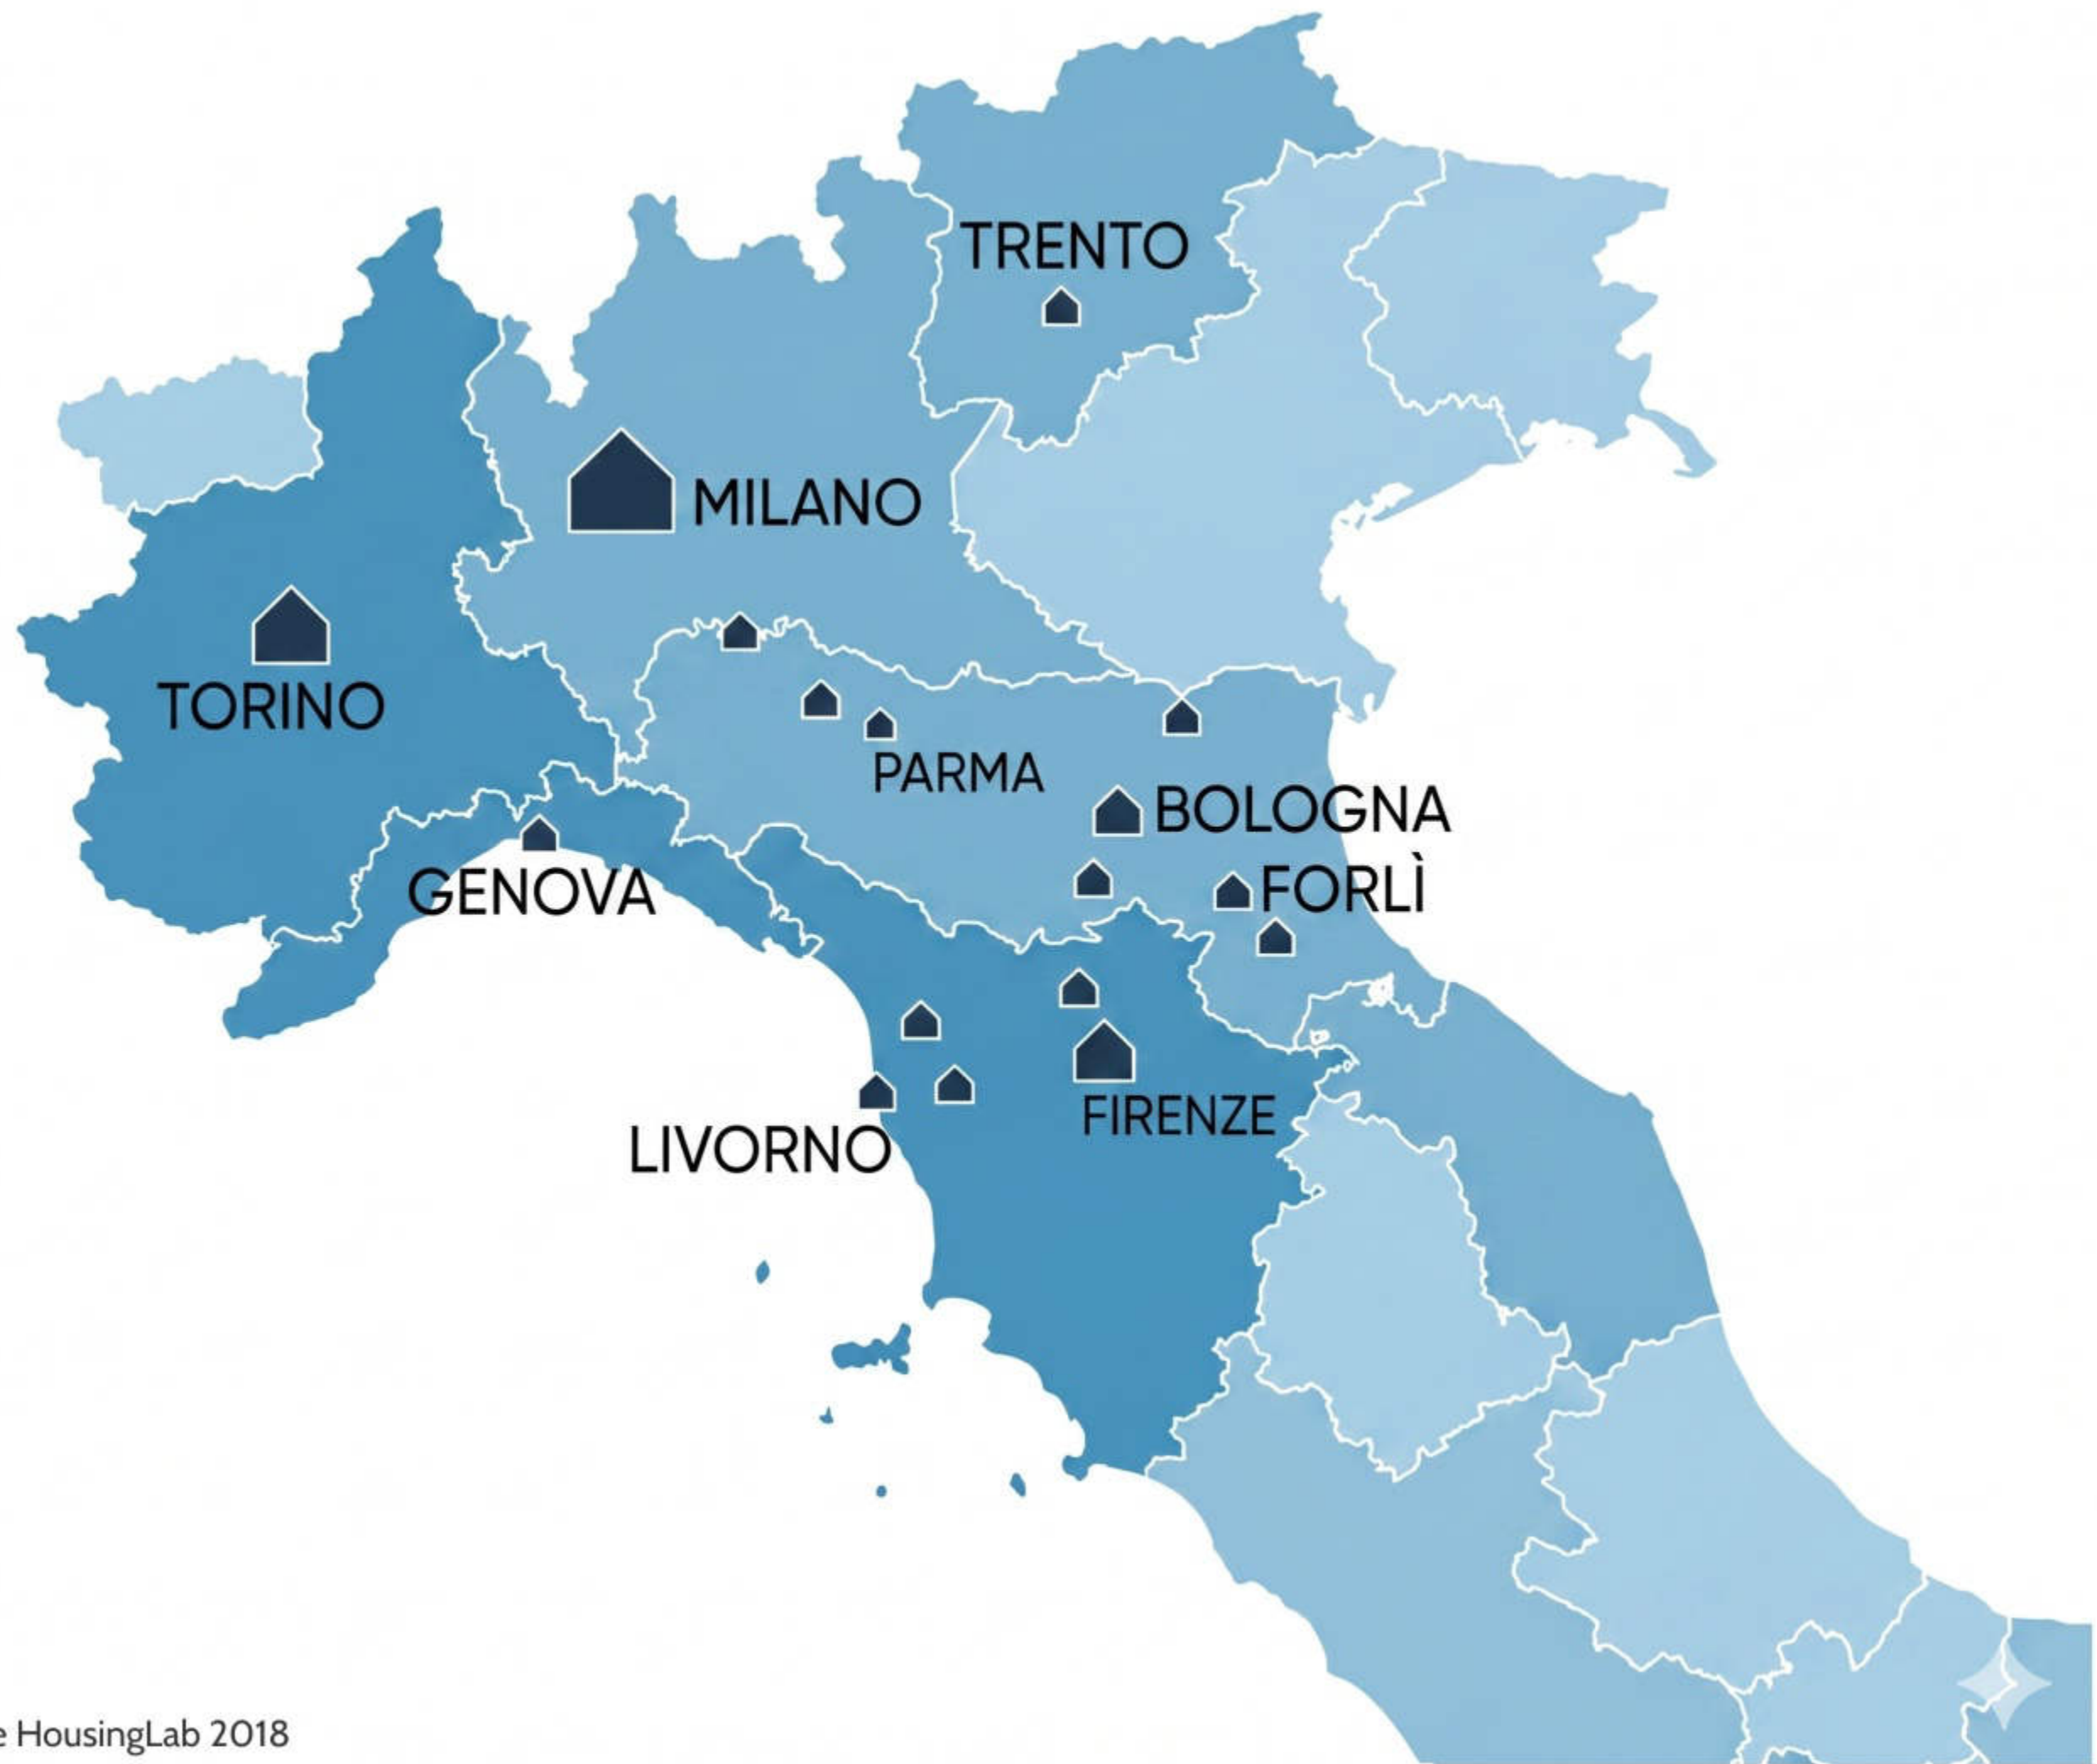 TRENTO
MILANO
TORINO
PARMA
BOLOGNA
GENOVA
FORLÌ
FIRENZE
LIVORNO
e HousingLab 2018